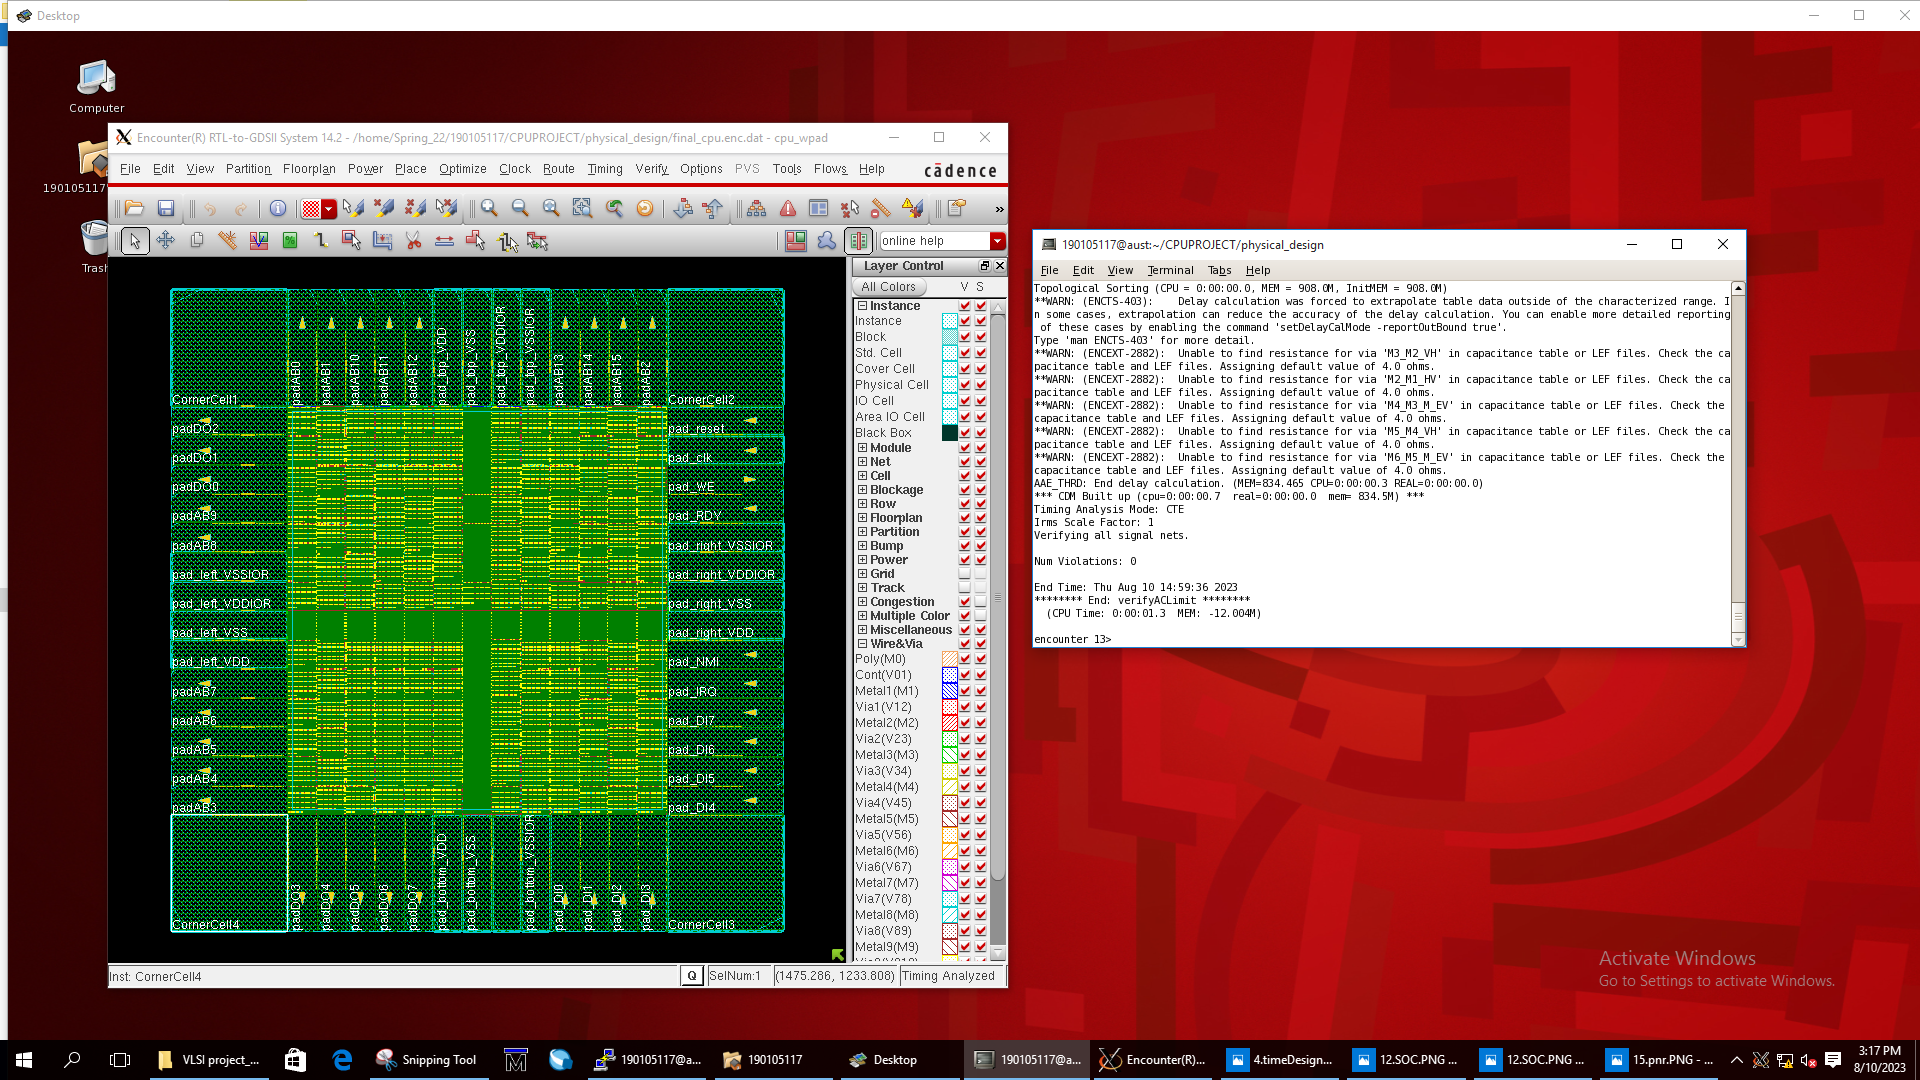 Desktop
Computer
190105117
Trash
Encounter(R) RTL-to-GDSII System 14.2 - /home/Spring_22/190105117/CPUPROJECT/physical_design/final_cpu.enc.dat - cpu_wpad
File Edit View Partition Floorplan Power Place Optimize Clock Route Timing Verify Options PVS Tools Flows Help
cādence
»
online help
Layer Control
All Colors V S
Instance
Instance
Block
Std. Cell
Cover Cell
Physical Cell
IO Cell
Area IO Cell
Black Box
Module
Net
Cell
Blockage
Row
Floorplan
Partition
Bump
Power
Grid
Track
Congestion
Multiple Color
Miscellaneous
Wire&Via
Poly(M0)
Cont(V01)
Metal1(M1)
Via1(V12)
Metal2(M2)
Via2(V23)
Metal3(M3)
Via3(V34)
Metal4(M4)
Via4(V45)
Metal5(M5)
Via5(V56)
Metal6(M6)
Via6(V67)
Metal7(M7)
Via7(V78)
Metal8(M8)
Via8(V89)
Metal9(M9)
CornerCell1
padAB0
padAB1
padAB10
padAB11
padAB12
pad_top_VDD
pad_top_VSS
pad_top_VDDIOR
pad_top_VSSIOR
padAB13
padAB14
padAB15
padAB2
CornerCell2
padDO2
padDO1
padDO0
padAB9
padAB8
pad_left_VSSIOR
pad_left_VDDIOR
pad_left_VSS
pad_left_VDD
padAB7
padAB6
padAB5
padAB4
padAB3
pad_reset
pad_clk
pad_WE
pad_RDY
pad_right_VSSIOR
pad_right_VDDIOR
pad_right_VSS
pad_right_VDD
pad_NMI
pad_IRQ
pad_DI7
pad_DI6
pad_DI5
pad_DI4
CornerCell4
padDO3
padDO4
padDO5
padDO6
padDO7
pad_bottom_VDD
pad_bottom_VSS
pad_bottom_VSSIOR
pad_DI0
pad_DI1
pad_DI2
pad_DI3
CornerCell3
Inst: CornerCell4
Q
SelNum:1
(1475.286, 1233.808)
Timing Analyzed
190105117@aust:~/CPUPROJECT/physical_design
File Edit View Terminal Tabs Help
Topological Sorting (CPU = 0:00:00.0, MEM = 908.0M, InitMEM = 908.0M)
**WARN: (ENCTS-403): Delay calculation was forced to extrapolate table data outside of the characterized range. I
n some cases, extrapolation can reduce the accuracy of the delay calculation. You can enable more detailed reporting
of these cases by enabling the command 'setDelayCalMode -reportOutBound true'.
Type 'man ENCTS-403' for more detail.
**WARN: (ENCEXT-2882): Unable to find resistance for via 'M3_M2_VH' in capacitance table or LEF files. Check the ca
pacitance table and LEF files. Assigning default value of 4.0 ohms.
**WARN: (ENCEXT-2882): Unable to find resistance for via 'M2_M1_HV' in capacitance table or LEF files. Check the ca
pacitance table and LEF files. Assigning default value of 4.0 ohms.
**WARN: (ENCEXT-2882): Unable to find resistance for via 'M4_M3_M_EV' in capacitance table or LEF files. Check the
capacitance table and LEF files. Assigning default value of 4.0 ohms.
**WARN: (ENCEXT-2882): Unable to find resistance for via 'M5_M4_VH' in capacitance table or LEF files. Check the ca
pacitance table and LEF files. Assigning default value of 4.0 ohms.
**WARN: (ENCEXT-2882): Unable to find resistance for via 'M6_M5_M_EV' in capacitance table or LEF files. Check the
capacitance table and LEF files. Assigning default value of 4.0 ohms.
AAE_THRD: End delay calculation. (MEM=834.465 CPU=0:00:00.3 REAL=0:00:00.0)
*** CDM Built up (cpu=0:00:00.7 real=0:00:00.0 mem= 834.5M) ***
Timing Analysis Mode: CTE
Irms Scale Factor: 1
Verifying all signal nets.
Num Violations: 0
End Time: Thu Aug 10 14:59:36 2023
******** End: verifyACLimit ********
(CPU Time: 0:00:01.3 MEM: -12.004M)
encounter 13>
Activate Windows
Go to Settings to activate Windows.
VLSI project_...
Snipping Tool
190105117@a...
190105117
Desktop
190105117@a...
Encounter(R)...
4.timeDesign...
12.SOC.PNG ...
12.SOC.PNG ...
15.pnr.PNG - ...
3:17 PM
8/10/2023